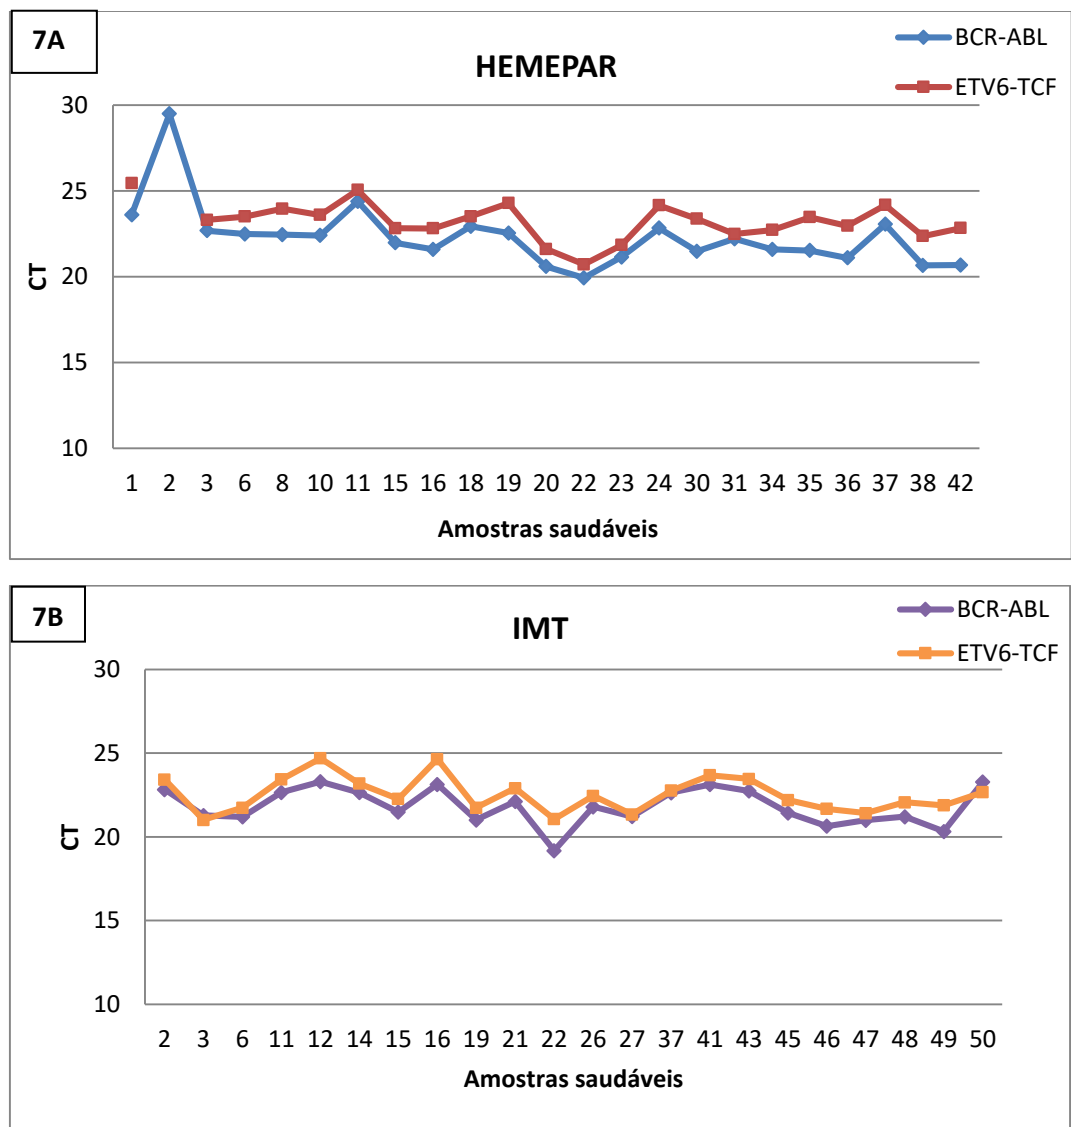 7A
HEMEPAR
BCR-ABL
ETV6-TCF
30
25
20
15
10
CT
1 2 3 6 8 10 11 15 16 18 19 20 22 23 24 30 31 34 35 36 37 38 42
Amostras saudáveis
7B
IMT
BCR-ABL
ETV6-TCF
30
25
20
15
10
CT
2 3 6 11 12 14 15 16 19 21 22 26 27 37 41 43 45 46 47 48 49 50
Amostras saudáveis